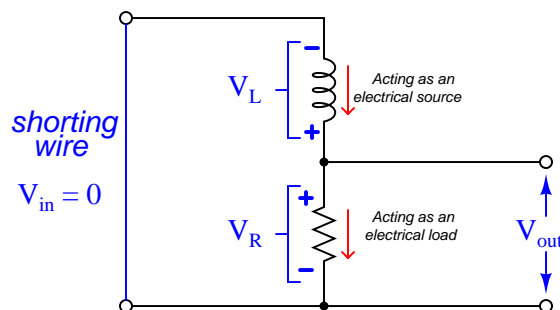 −
V_L
+
Acting as an
electrical source
shorting
wire
V_in = 0
+
V_R
−
Acting as an
electrical load
V_out